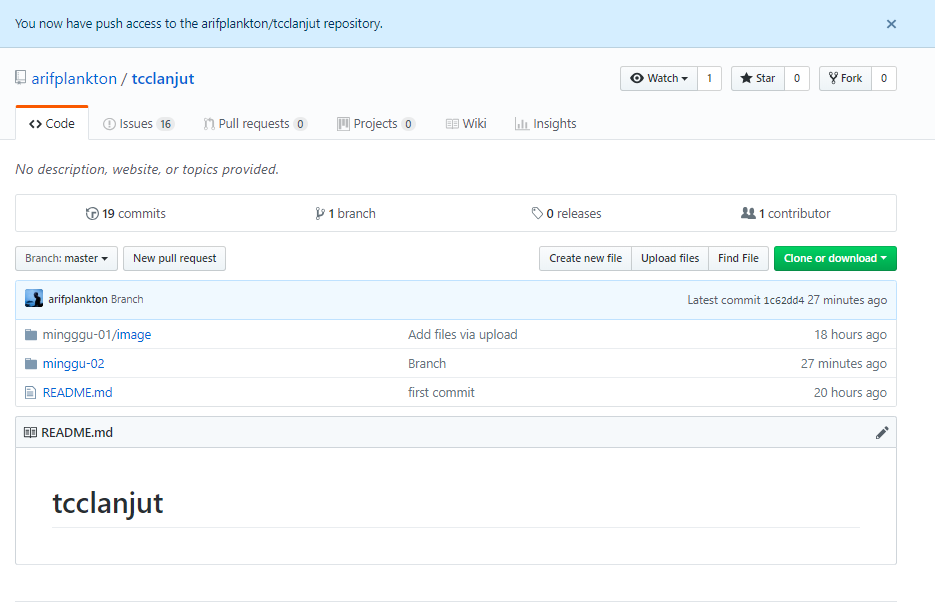 You now have push access to the arifplankton/tcclanjut repository.
arifplankton / tcclanjut
Watch 1 Star 0 Fork 0
Code Issues 16 Pull requests 0 Projects 0 Wiki Insights
No description, website, or topics provided.
19 commits 1 branch 0 releases 1 contributor
Branch: master New pull request Create new file Upload files Find File Clone or download
arifplankton Branch Latest commit 1c62dd4 27 minutes ago
mingggu-01/image Add files via upload 18 hours ago
minggu-02 Branch 27 minutes ago
README.md first commit 20 hours ago
README.md
tcclanjut